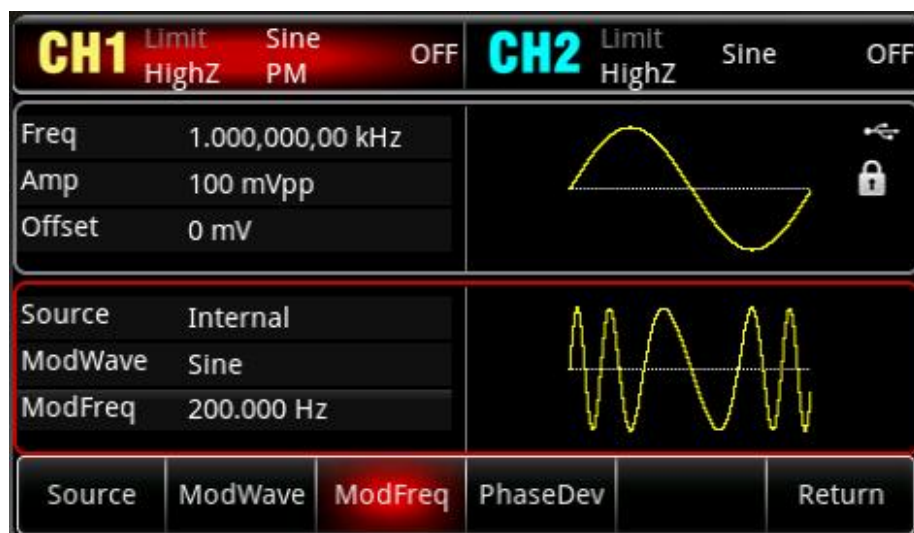 CH1 Limit Sine OFF CH2 Limit Sine OFF
HighZ PM HighZ
Freq 1.000,000,00 kHz
Amp 100 mVpp
Offset 0 mV
Source Internal
ModWave Sine
ModFreq 200.000 Hz
Source ModWave ModFreq PhaseDev Return